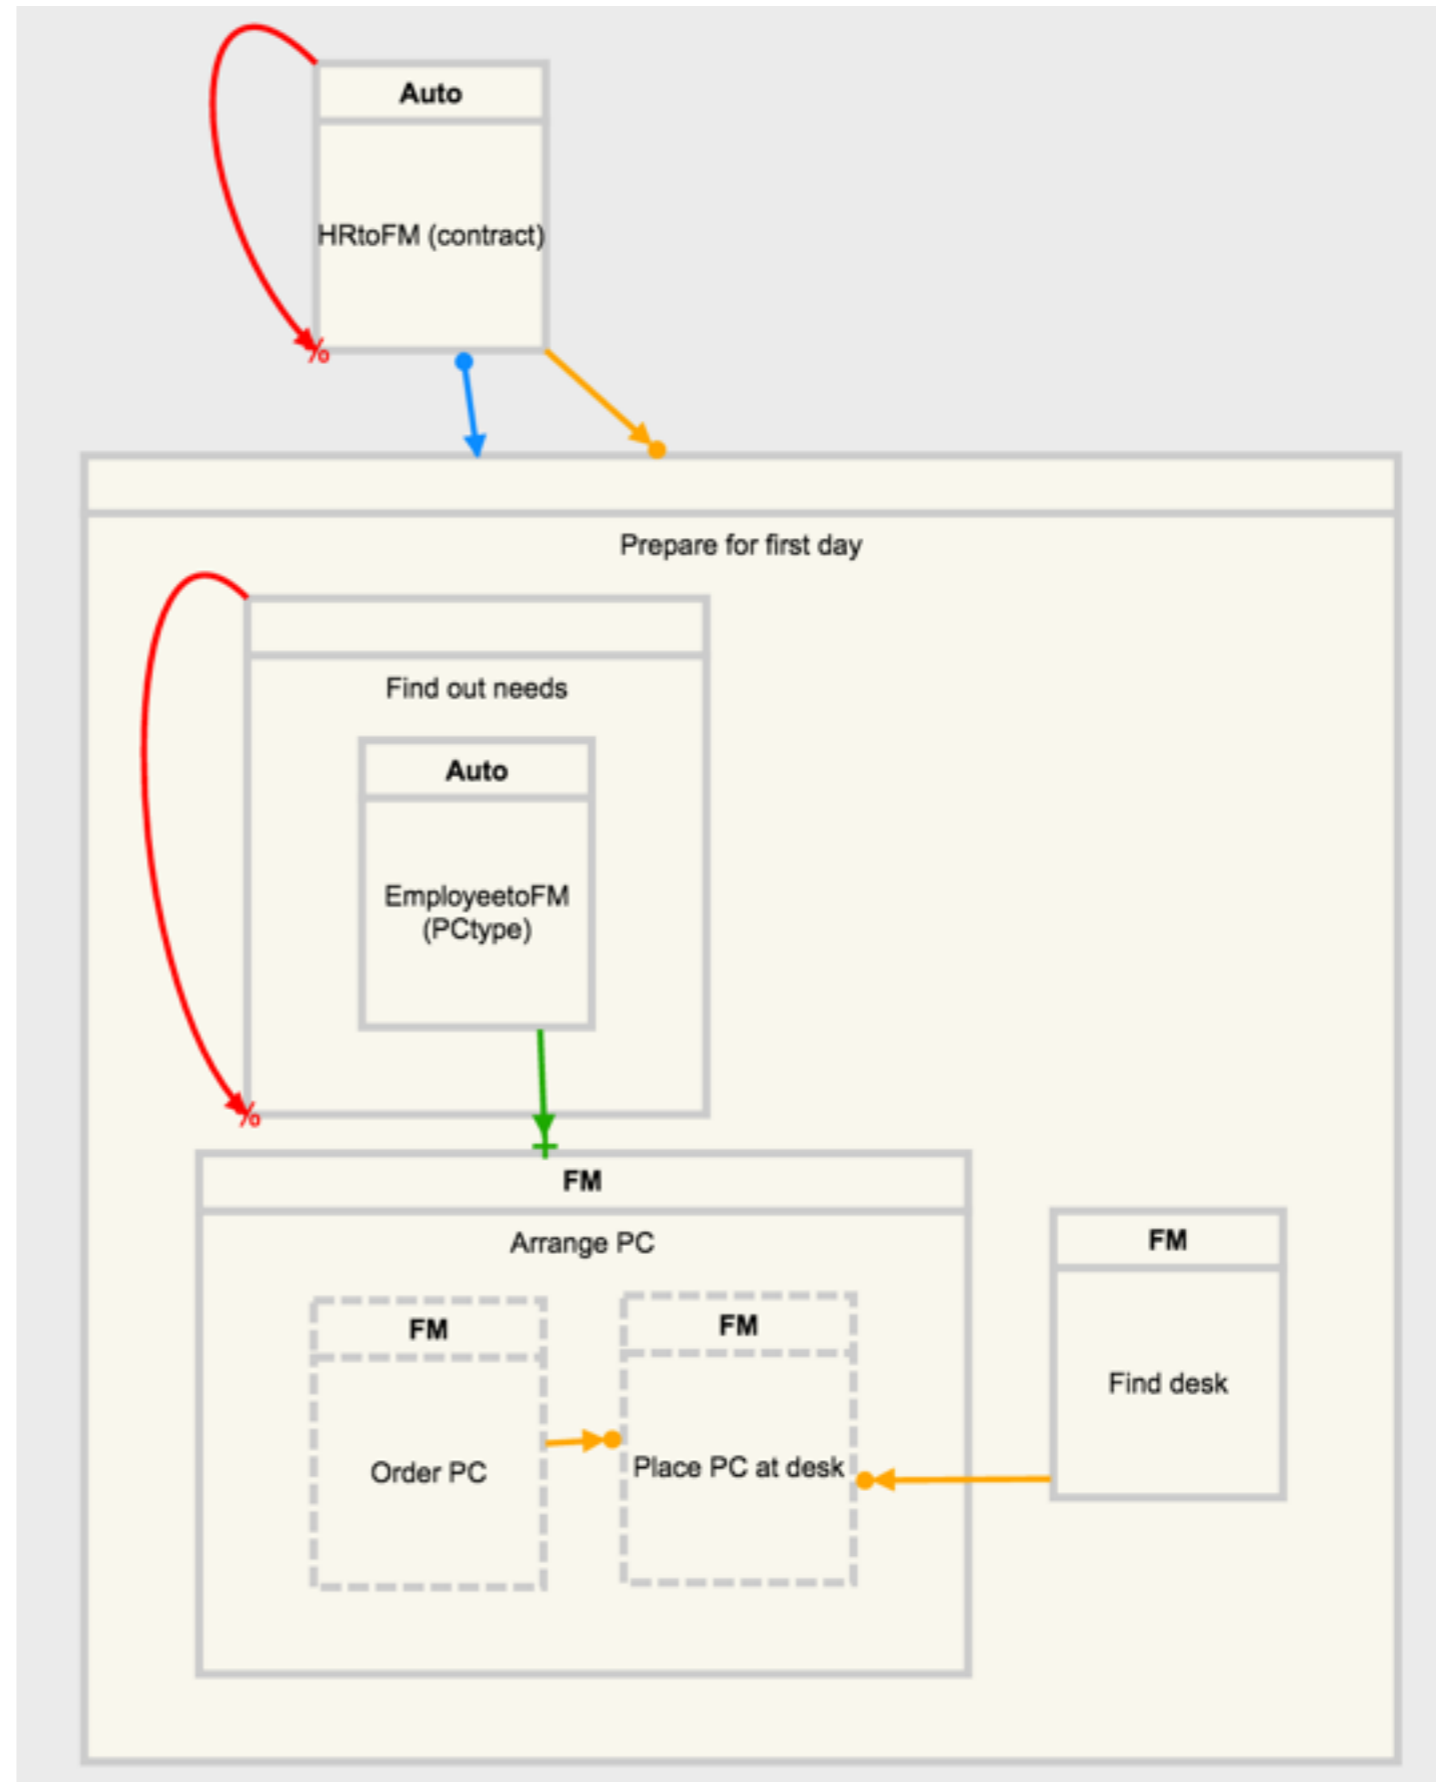 Auto
HRtoFM (contract)
%
Prepare for first day
Find out needs
Auto
EmployeetoFM
(PCtype)
%
+
FM
Arrange PC
FM
Order PC
FM
Place PC at desk
FM
Find desk